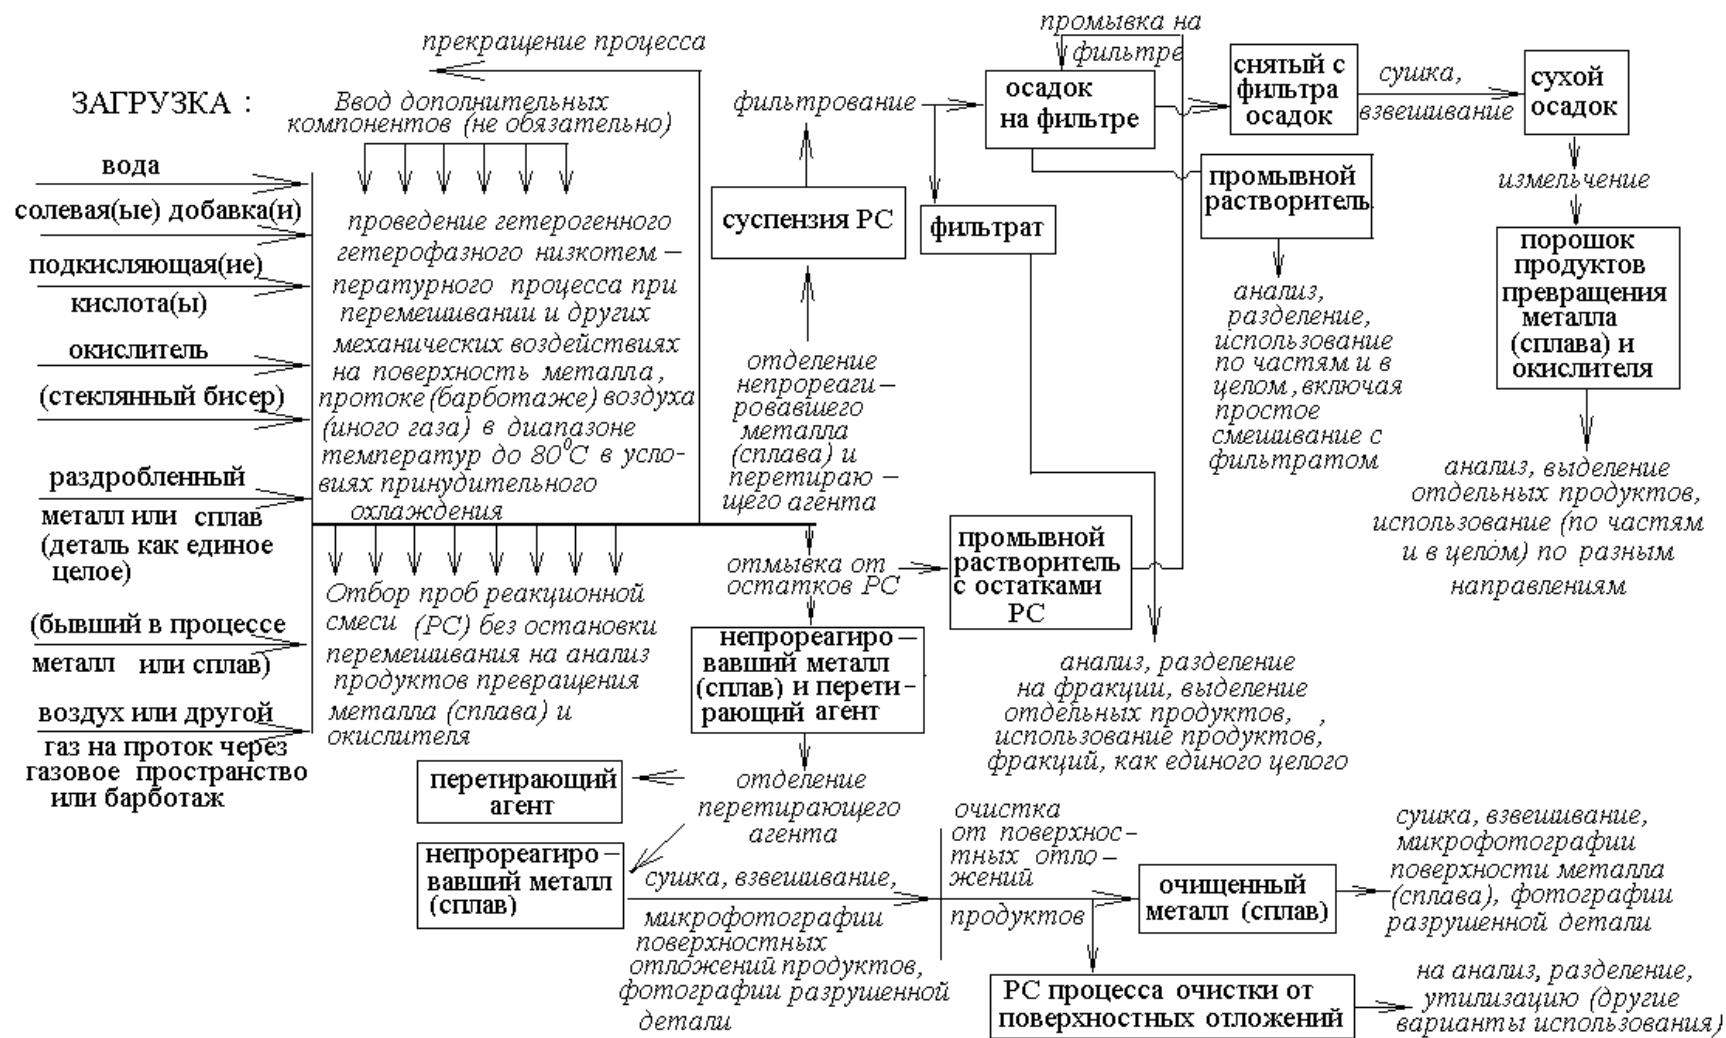 прекращение процесса
ЗАГРУЗКА :
Ввод дополнительных
компонентов (не обязательно)
вода
солевая(ые) добавка(и)
подкисляющая(ие)
кислота(ы)
окислитель
(стеклянный бисер)
раздробленный
металл или сплав
(деталь как единое
целое)
(бывший в процессе
металл или сплав)
воздух или другой
газ на проток через
газовое пространство
или барботаж
проведение гетерогенного
гетерофазного низкотем –
пературного процесса при
перемешивании и других
механических воздействиях
на поверхность металла,
протоке (барботаже) воздуха
(иного газа) в диапазоне
температур до 80⁰С в усло-
виях принудительного
охлаждения
Отбор проб реакционной
смеси (РС) без остановки
перемешивания на анализ
продуктов превращения
металла (сплава) и
окислителя
фильтрование
суспензия РС
отделение
непрореаги –
ровавшего
металла
(сплава) и
перетираю –
щего агента
отмывка от
остатков РС
промывной
растворитель
с остатками
РС
непрореагиро –
вавший металл
(сплав) и перети-
рающий агент
отделение
перетирающего
агента
перетирающий
агент
непрореагиро –
вавший металл
(сплав)
сушка, взвешивание,
микрофотографии
поверхностных
отложений продуктов,
фотографии разрушенной
детали
очистка
от поверхнос –
тных отло –
жений
продуктов
очищенный
металл (сплав)
сушка, взвешивание,
микрофотографии
поверхности металла
(сплава), фотографии
разрушенной детали
РС процесса очистки от
поверхностных отложений
на анализ, разделение,
утилизацию (другие
варианты использования)
промывка на
фильтре
осадок
на фильтре
фильтрат
анализ, разделение
на фракции, выделение
отдельных продуктов, ,
использование продуктов,
фракций, как единого целого
снятый с
фильтра
осадок
промывной
растворитель
анализ,
разделение,
использование
по частям и в
целом, включая
простое
смешивание с
фильтратом
сушка,
взвешивание
сухой
осадок
измельчение
порошок
продуктов
превращения
металла
(сплава) и
окислителя
анализ, выделение
отдельных продуктов,
использование (по частям
и в целом) по разным
направлениям